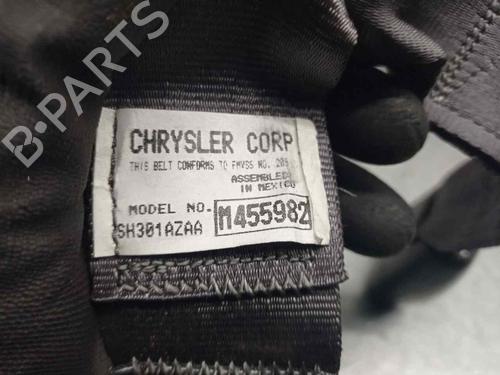 B-PARTS
CHRYSLER CORP
THIS BELT CONFORMS TO FMVSS NO. 209
ASSEMBLED
IN MEXICO
MODEL NO. M455982
SH301AZAA